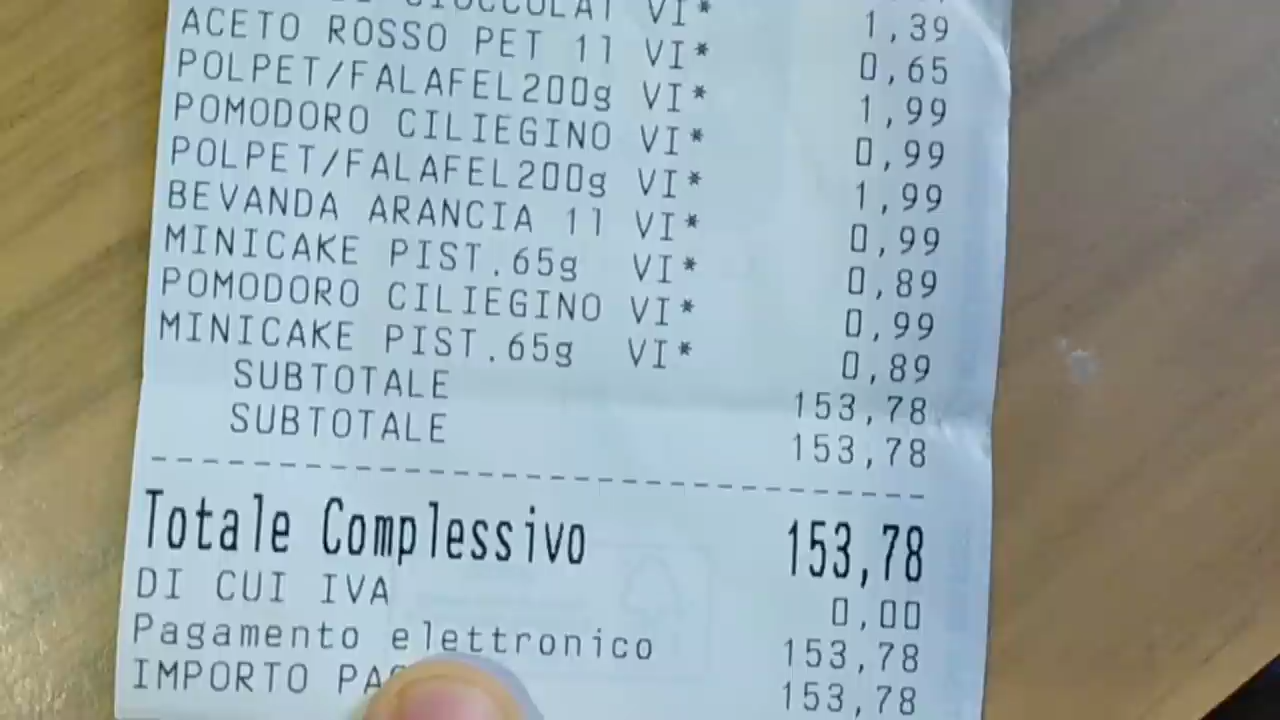 CIOCCOLAT VI* 1,39
ACETO ROSSO PET 1l VI* 0,65
POLPET/FALAFEL200g VI* 1,99
POMODORO CILIEGINO VI* 0,99
POLPET/FALAFEL200g VI* 1,99
BEVANDA ARANCIA 1l VI* 0,99
MINICAKE PIST.65g VI* 0,89
POMODORO CILIEGINO VI* 0,99
MINICAKE PIST.65g VI* 0,89
SUBTOTALE 153,78
SUBTOTALE 153,78
Totale Complessivo 153,78
DI CUI IVA 0,00
Pagamento elettronico 153,78
IMPORTO PA 153,78